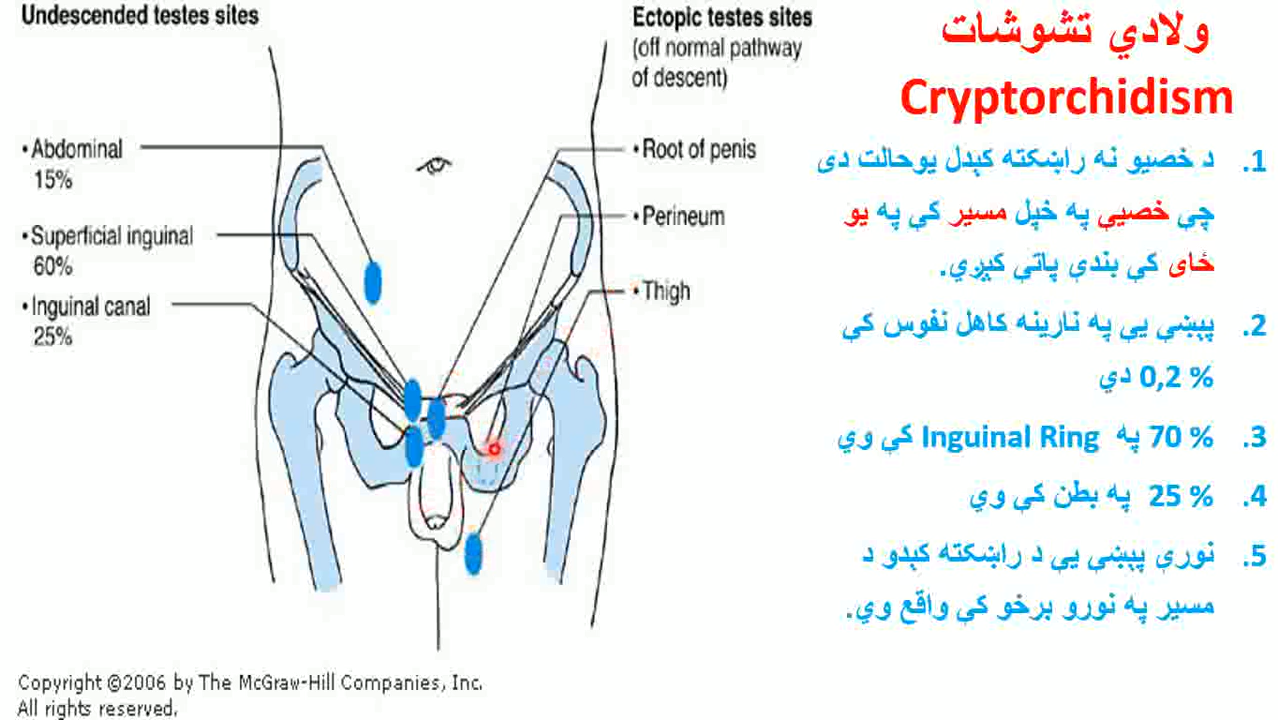 Undescended testes sites
Ectopic testes sites
(off normal pathway
of descent)
• Abdominal
15%
• Superficial inguinal
60%
• Inguinal canal
25%
• Root of penis
• Perineum
• Thigh
ولادي تشوشات
Cryptorchidism
1. د خصيو نه راښکته کېدل يوحالت دی
چې خصيې په خپل مسير کې په يو
ځای کې بندې پاتې کېږي.
2. پېښې يې په نارينه کاهل نفوس کې
0,2 % دي
3. 70 % په Inguinal Ring کې وي
4. 25 % په بطن کې وي
5. نورې پېښې يې د راښکته کېدو د
مسير په نورو برخو کې واقع وي.
Copyright ©2006 by The McGraw-Hill Companies, Inc.
All rights reserved.